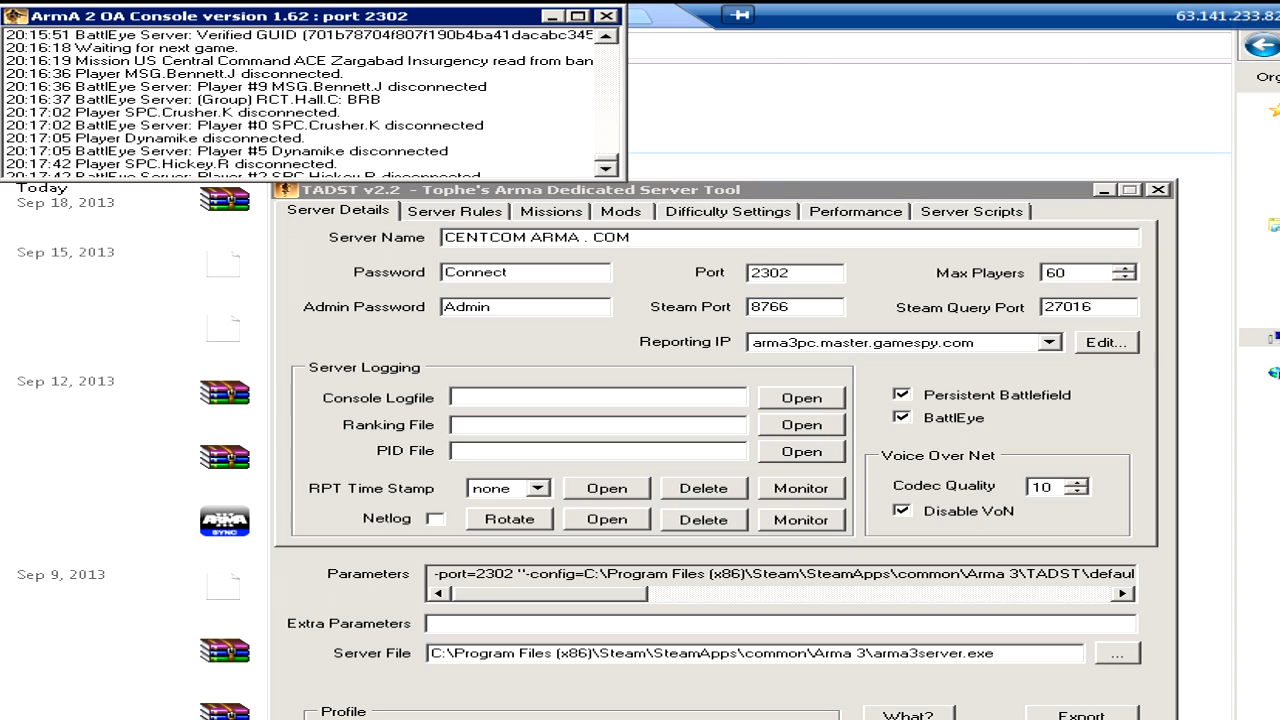 ArmA 2 OA Console version 1.62 : port 2302
20:15:51 BattlEye Server: Verified GUID (701b78704f807f190b4ba41dacabc345
20:16:18 Waiting for next game.
20:16:19 Mission US Central Command ACE Zargabad Insurgency read from ban
20:16:36 Player MSG.Bennett.J disconnected.
20:16:36 BattlEye Server: Player #9 MSG.Bennett.J disconnected
20:16:37 BattlEye Server: (Group) RCT.Hall.C: BRB
20:17:02 Player SPC.Crusher.K disconnected.
20:17:02 BattlEye Server: Player #0 SPC.Crusher.K disconnected
20:17:05 Player Dynamike disconnected.
20:17:05 BattlEye Server: Player #5 Dynamike disconnected
20:17:42 Player SPC.Hickey.R disconnected.
20:17:42 BattlEye Server: Player #2 SPC.Hickey.R disconnected
63.141.233.82
Org
Today
Sep 18, 2013
Sep 15, 2013
Sep 12, 2013
ARMA
SYNC
Sep 9, 2013
TADST v2.2 - Tophe's Arma Dedicated Server Tool
Server Details Server Rules Missions Mods Difficulty Settings Performance Server Scripts
Server Name CENTCOM ARMA . COM
Password Connect Port 2302 Max Players 60
Admin Password Admin Steam Port 8766 Steam Query Port 27016
Reporting IP arma3pc.master.gamespy.com Edit...
Server Logging
Console Logfile Open
Ranking File Open
PID File Open
RPT Time Stamp none Open Delete Monitor
Netlog Rotate Open Delete Monitor
Persistent Battlefield
BattlEye
Voice Over Net
Codec Quality 10
Disable VoN
Parameters -port=2302 "-config=C:\Program Files (x86)\Steam\SteamApps\common\Arma 3\TADST\defaul
Extra Parameters
Server File C:\Program Files (x86)\Steam\SteamApps\common\Arma 3\arma3server.exe ...
Profile What? Export